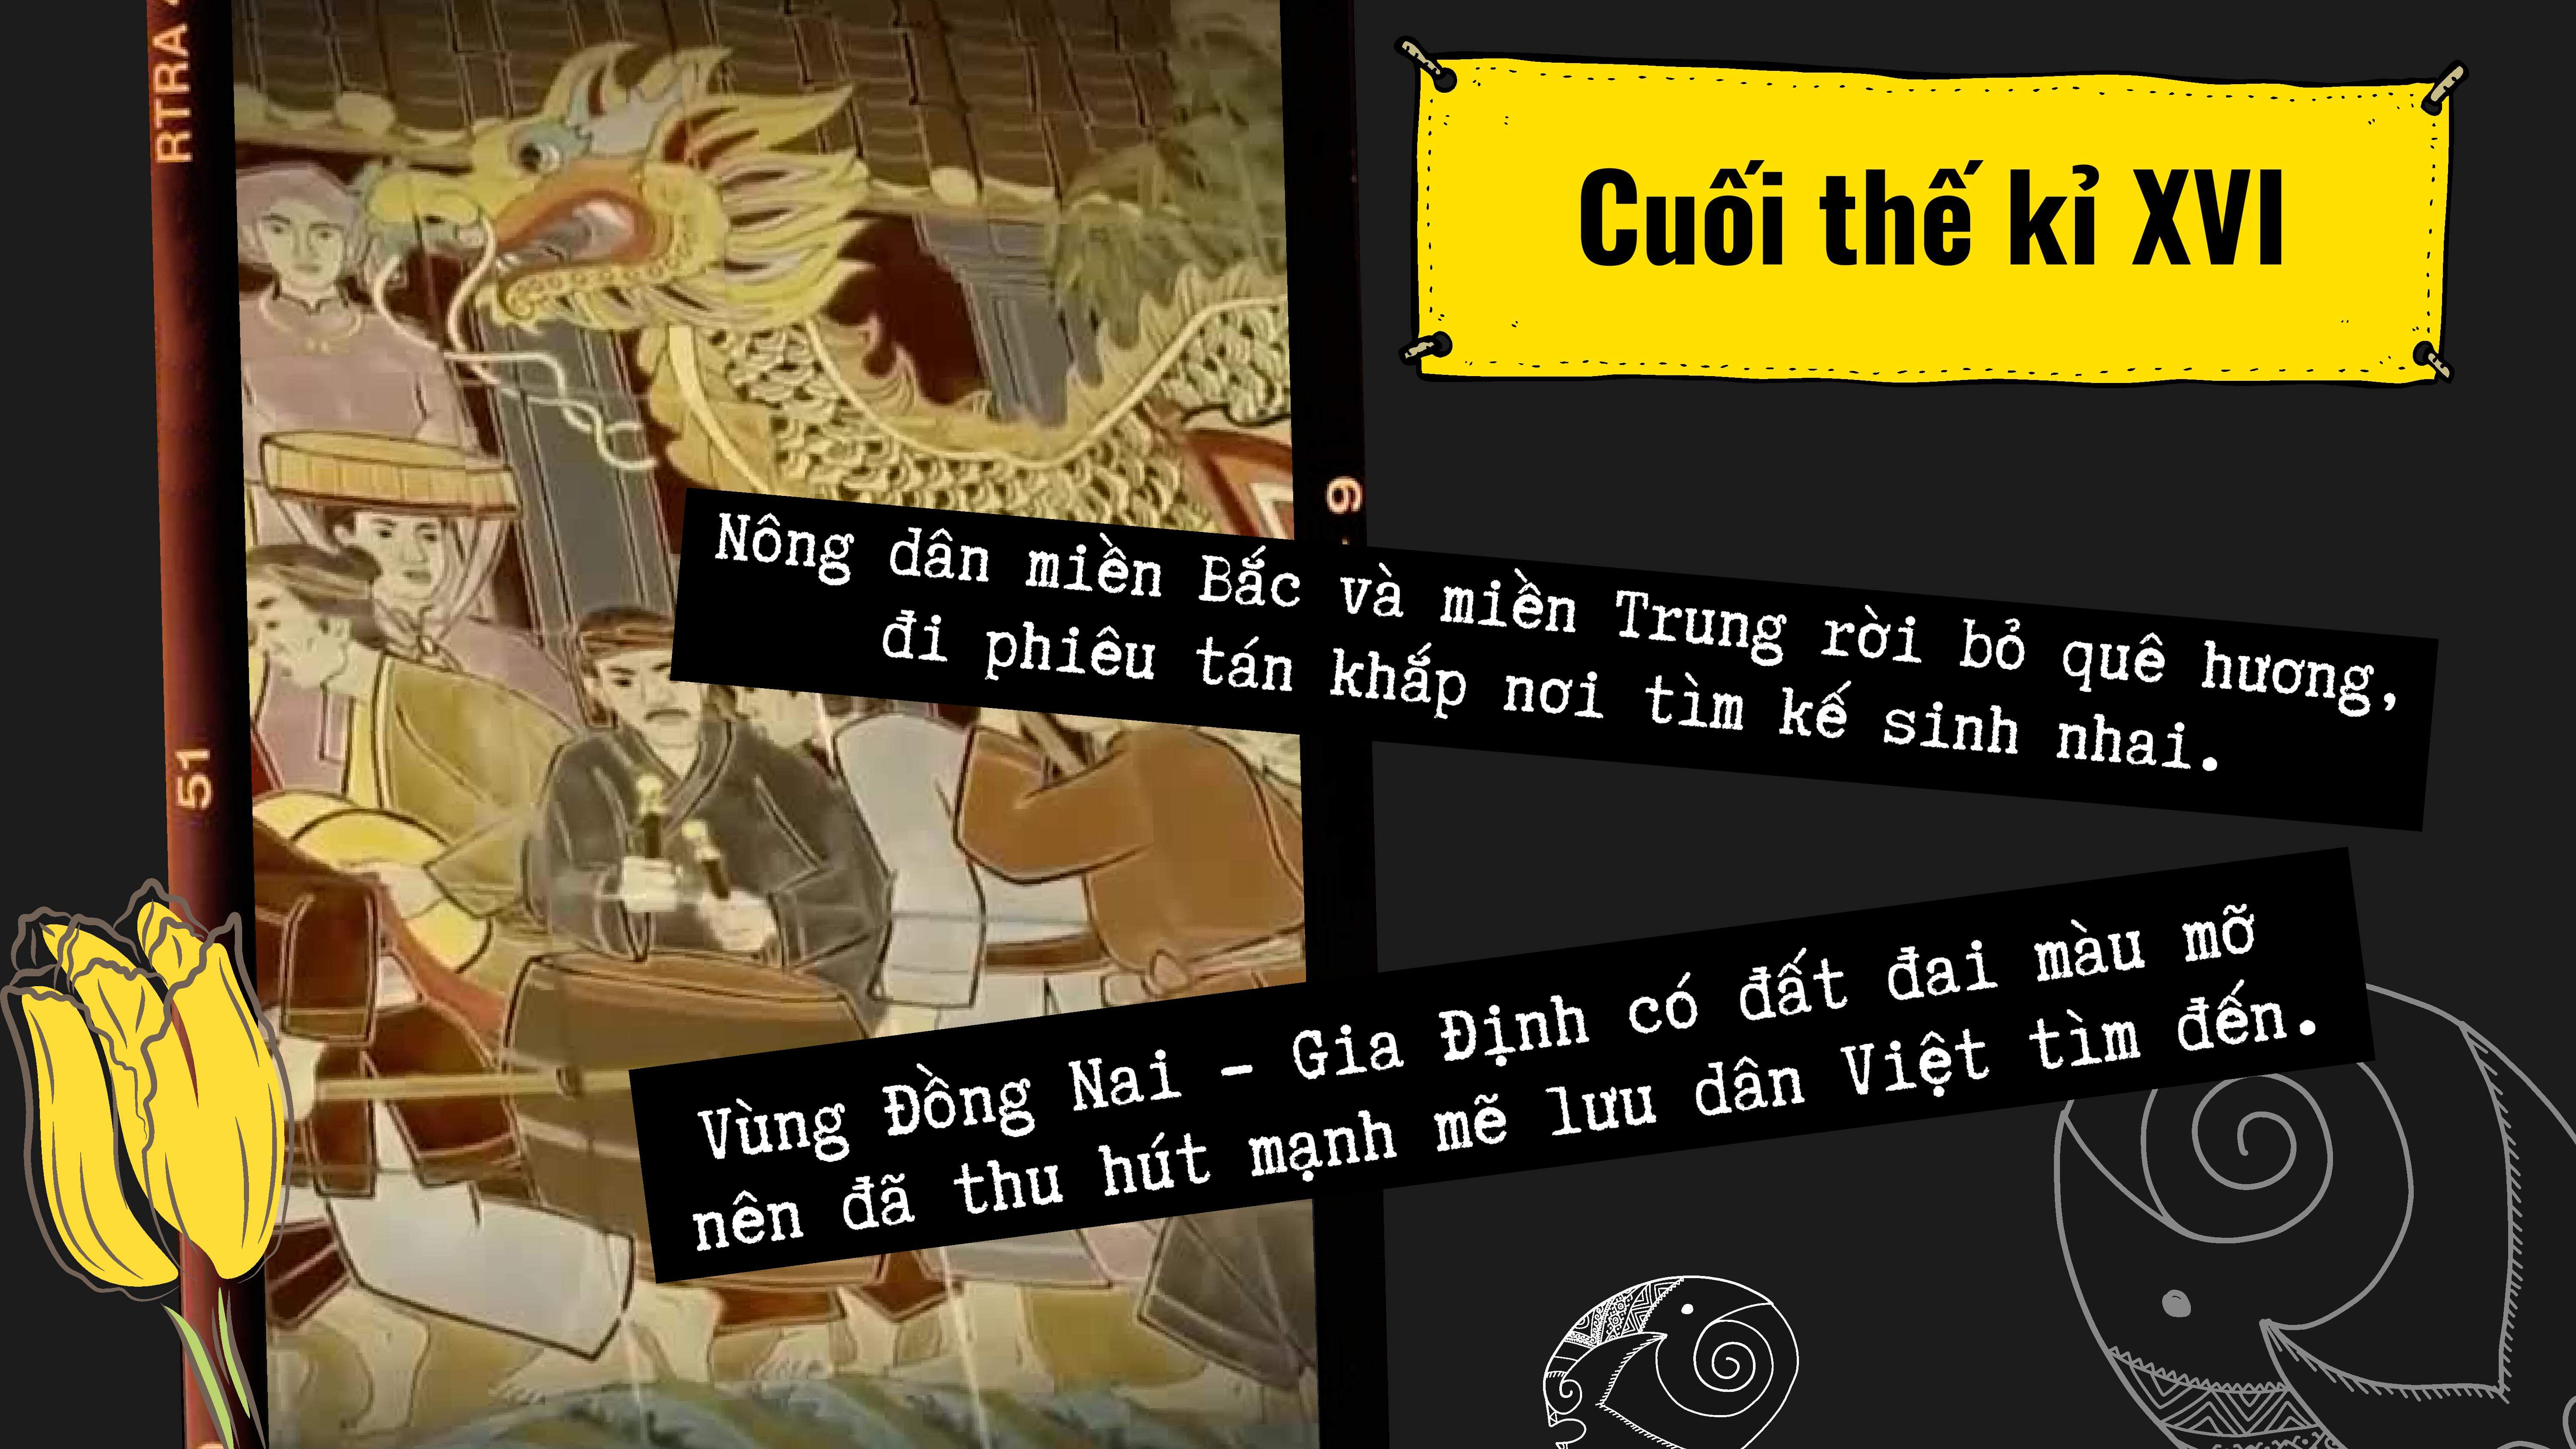 RTRA
Cuối thế kỉ XVI
9
Nông dân miền Bắc và miền Trung rời bỏ quê hương,
đi phiêu tán khắp nơi tìm kế sinh nhai.
51
Vùng Đồng Nai - Gia Định có đất đai màu mỡ
nên đã thu hút mạnh mẽ lưu dân Việt tìm đến.